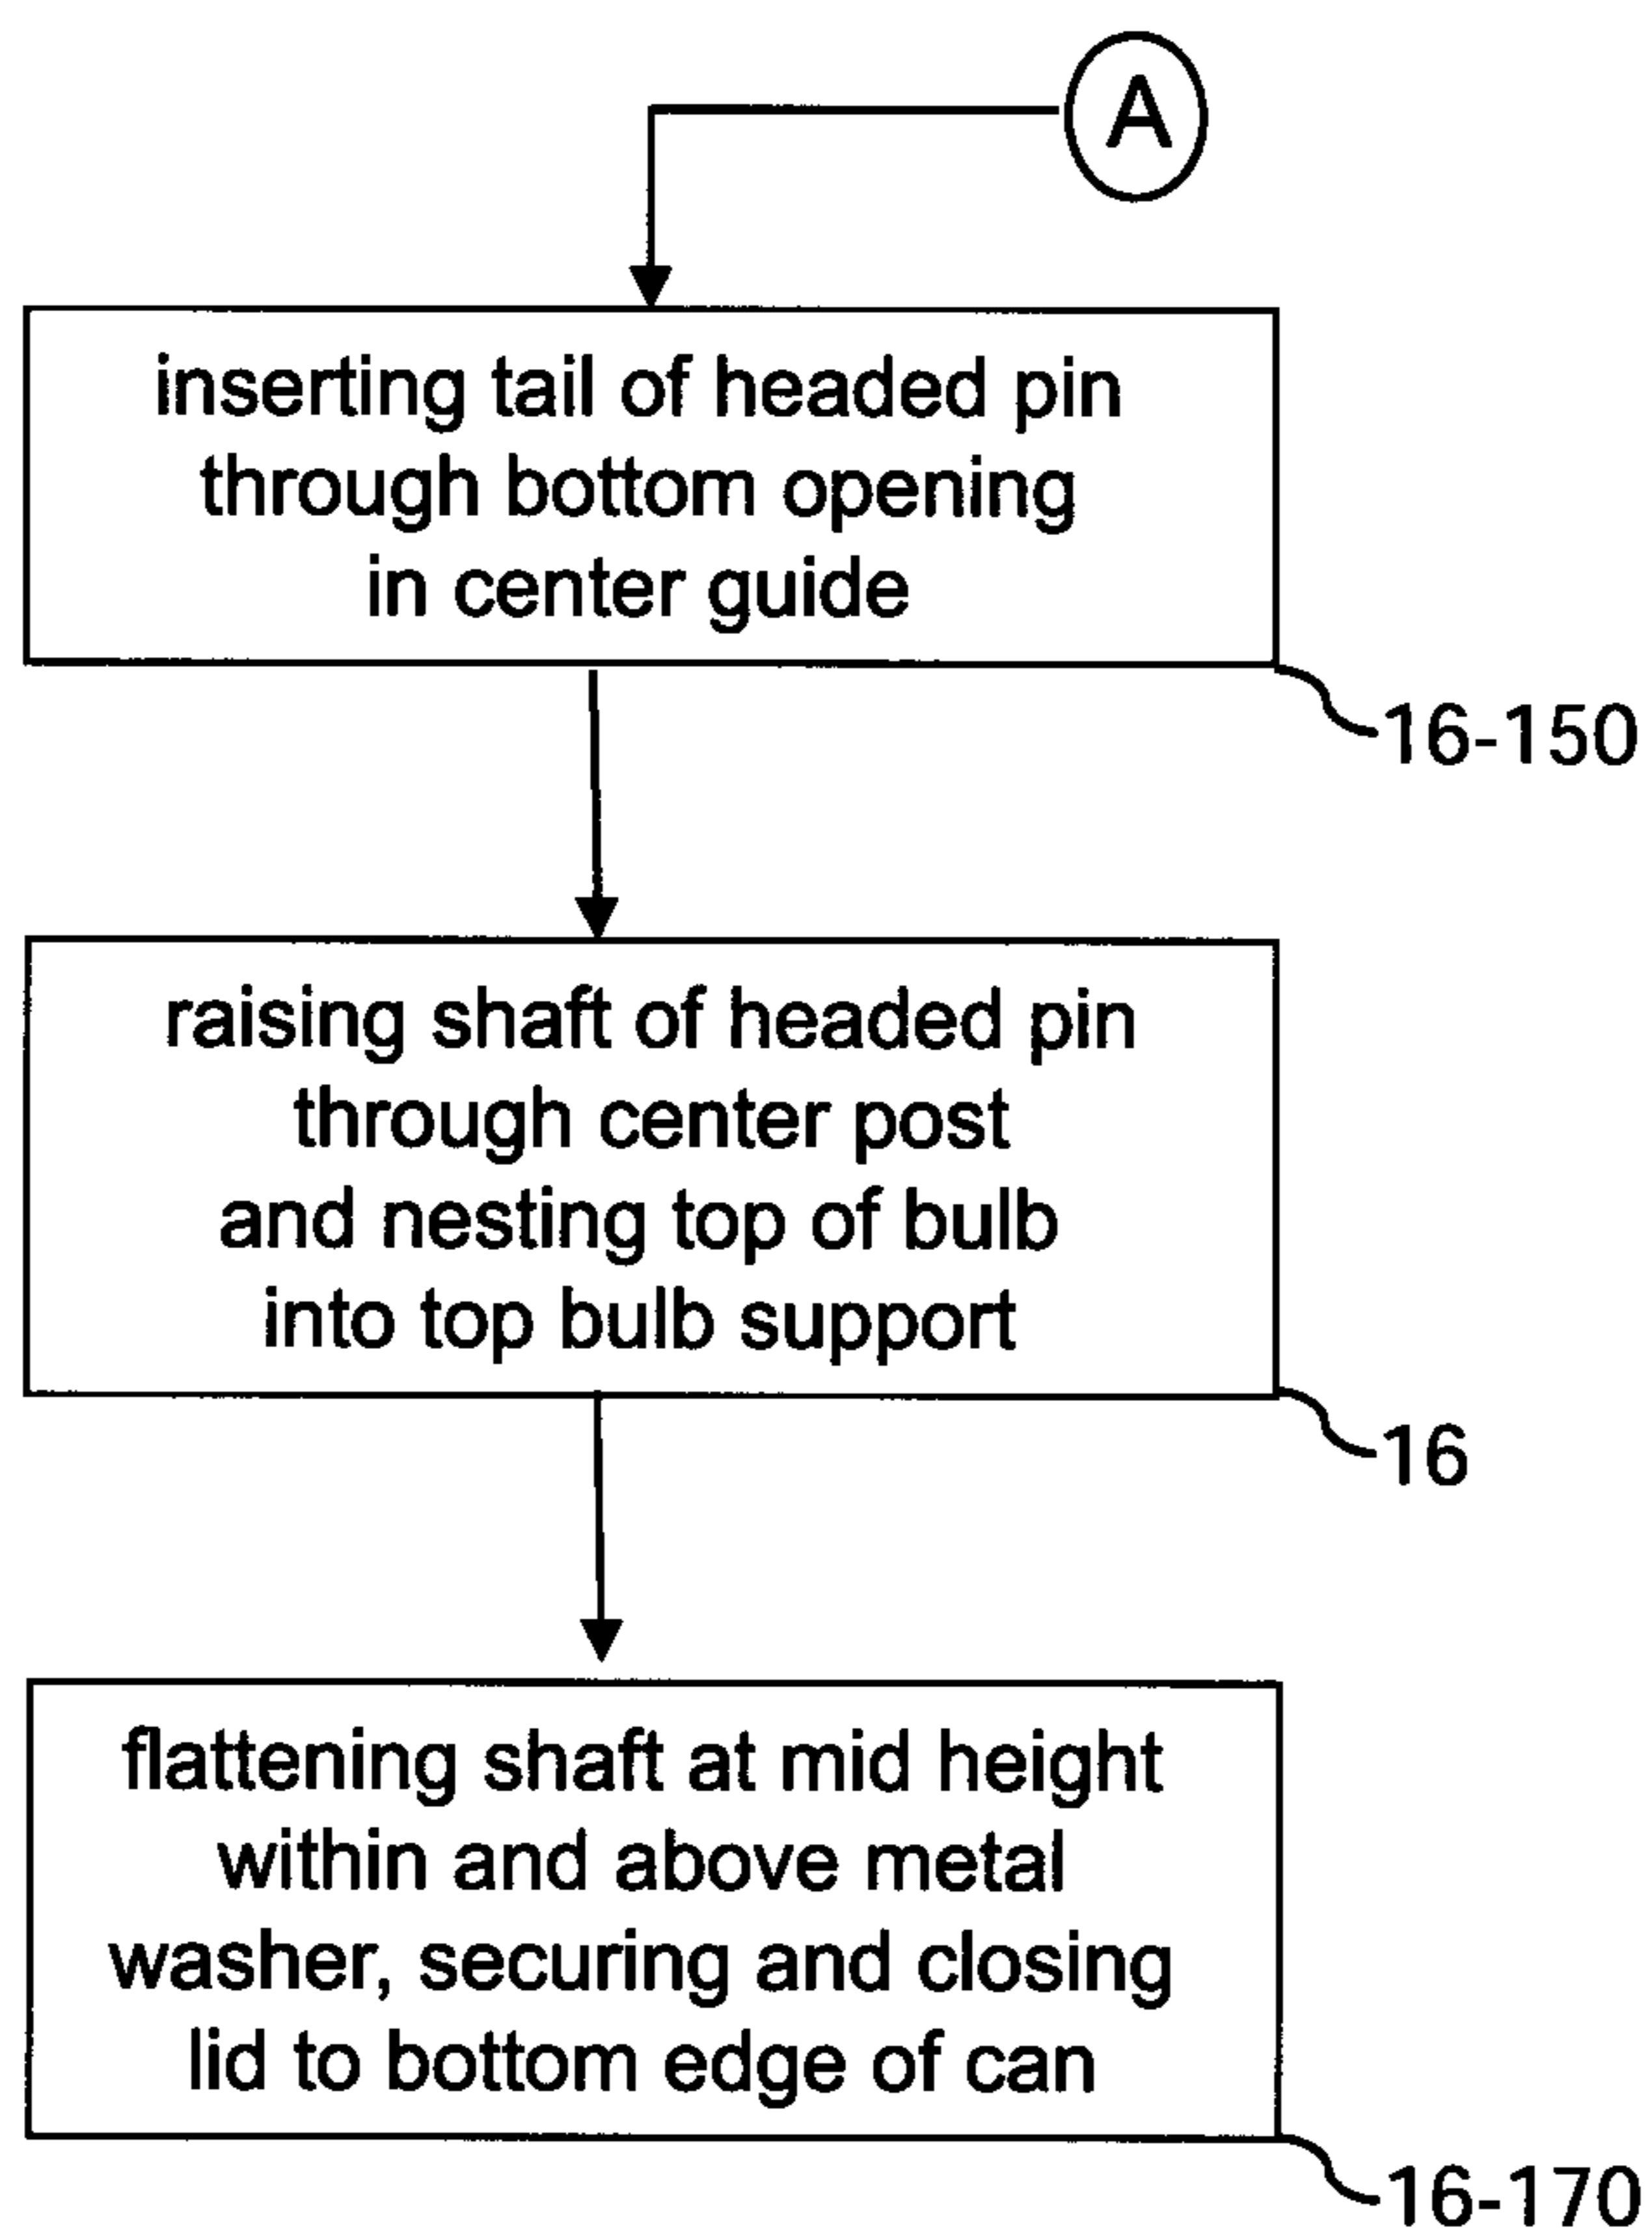 A
inserting tail of headed pin
through bottom opening
in center guide
16-150
raising shaft of headed pin
through center post
and nesting top of bulb
into top bulb support
16
flattening shaft at mid height
within and above metal
washer, securing and closing
lid to bottom edge of can
16-170